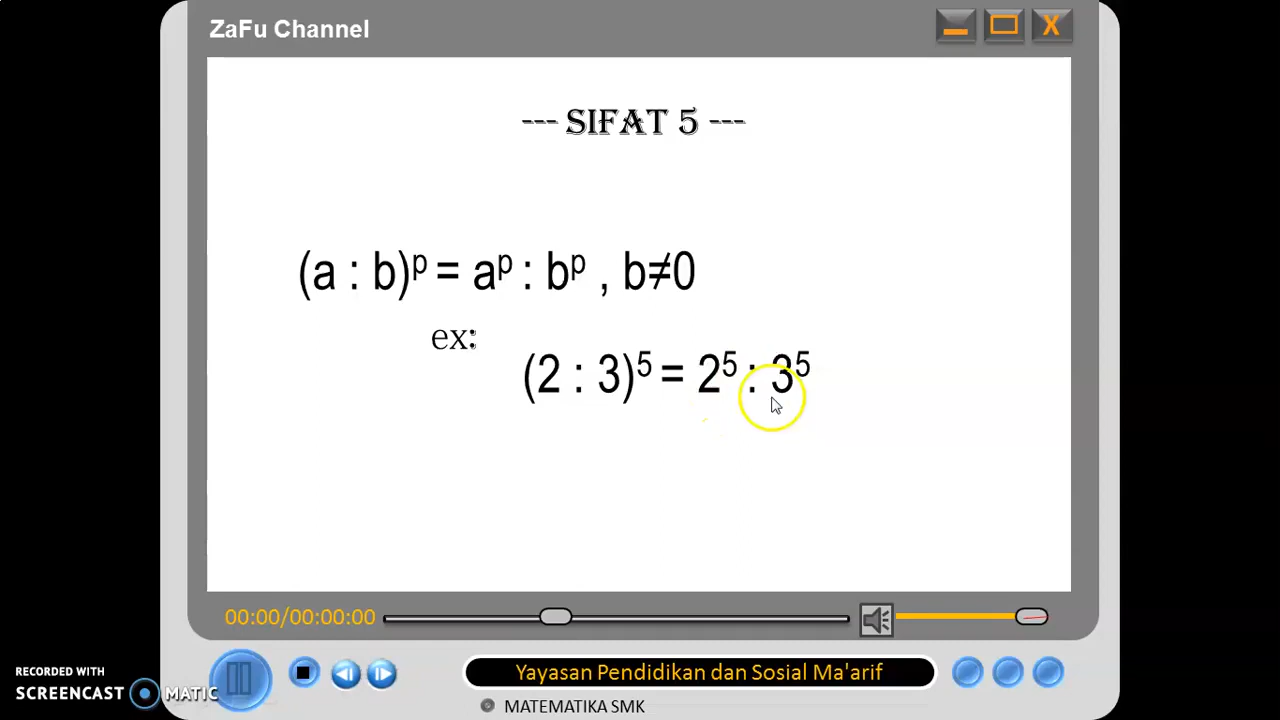 ZaFu Channel
X
--- SIFAT 5 ---
(a : b)ᵖ = aᵖ : bᵖ , b≠0
ex:
(2 : 3)⁵ = 2⁵ : 3⁵
00:00/00:00:00
Yayasan Pendidikan dan Sosial Ma'arif
MATEMATIKA SMK
RECORDED WITH
SCREENCAST MATIC